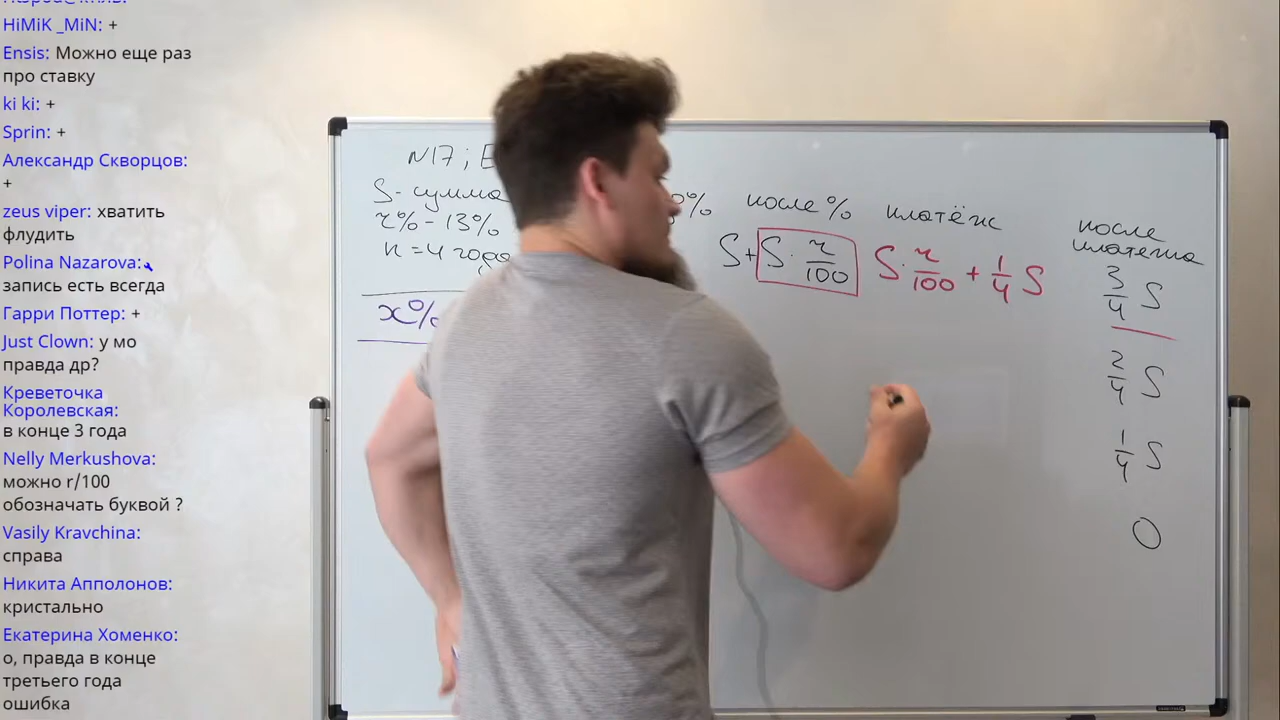 HiMiK _MiN: +
Ensis: Можно еще раз
про ставку
ki ki: +
Sprin: +
Александр Скворцов:
+
zeus viper: хватить
флудить
Polina Nazarova:
запись есть всегда
Гарри Поттер: +
Just Clown: у мо
правда др?
Креветочка
Королевская:
в конце 3 года
Nelly Merkushova:
можно r/100
обозначать буквой ?
Vasily Kravchina:
справа
Никита Апполонов:
кристально
Екатерина Хоменко:
о, правда в конце
третьего года
ошибка
N17; Е
S - сумма
r% - 13%
n = 4 года
x%
после %
платёж
после
платежа
S + S · r/100
S · r/100 + 1/4 S
3/4 S
2/4 S
1/4 S
0